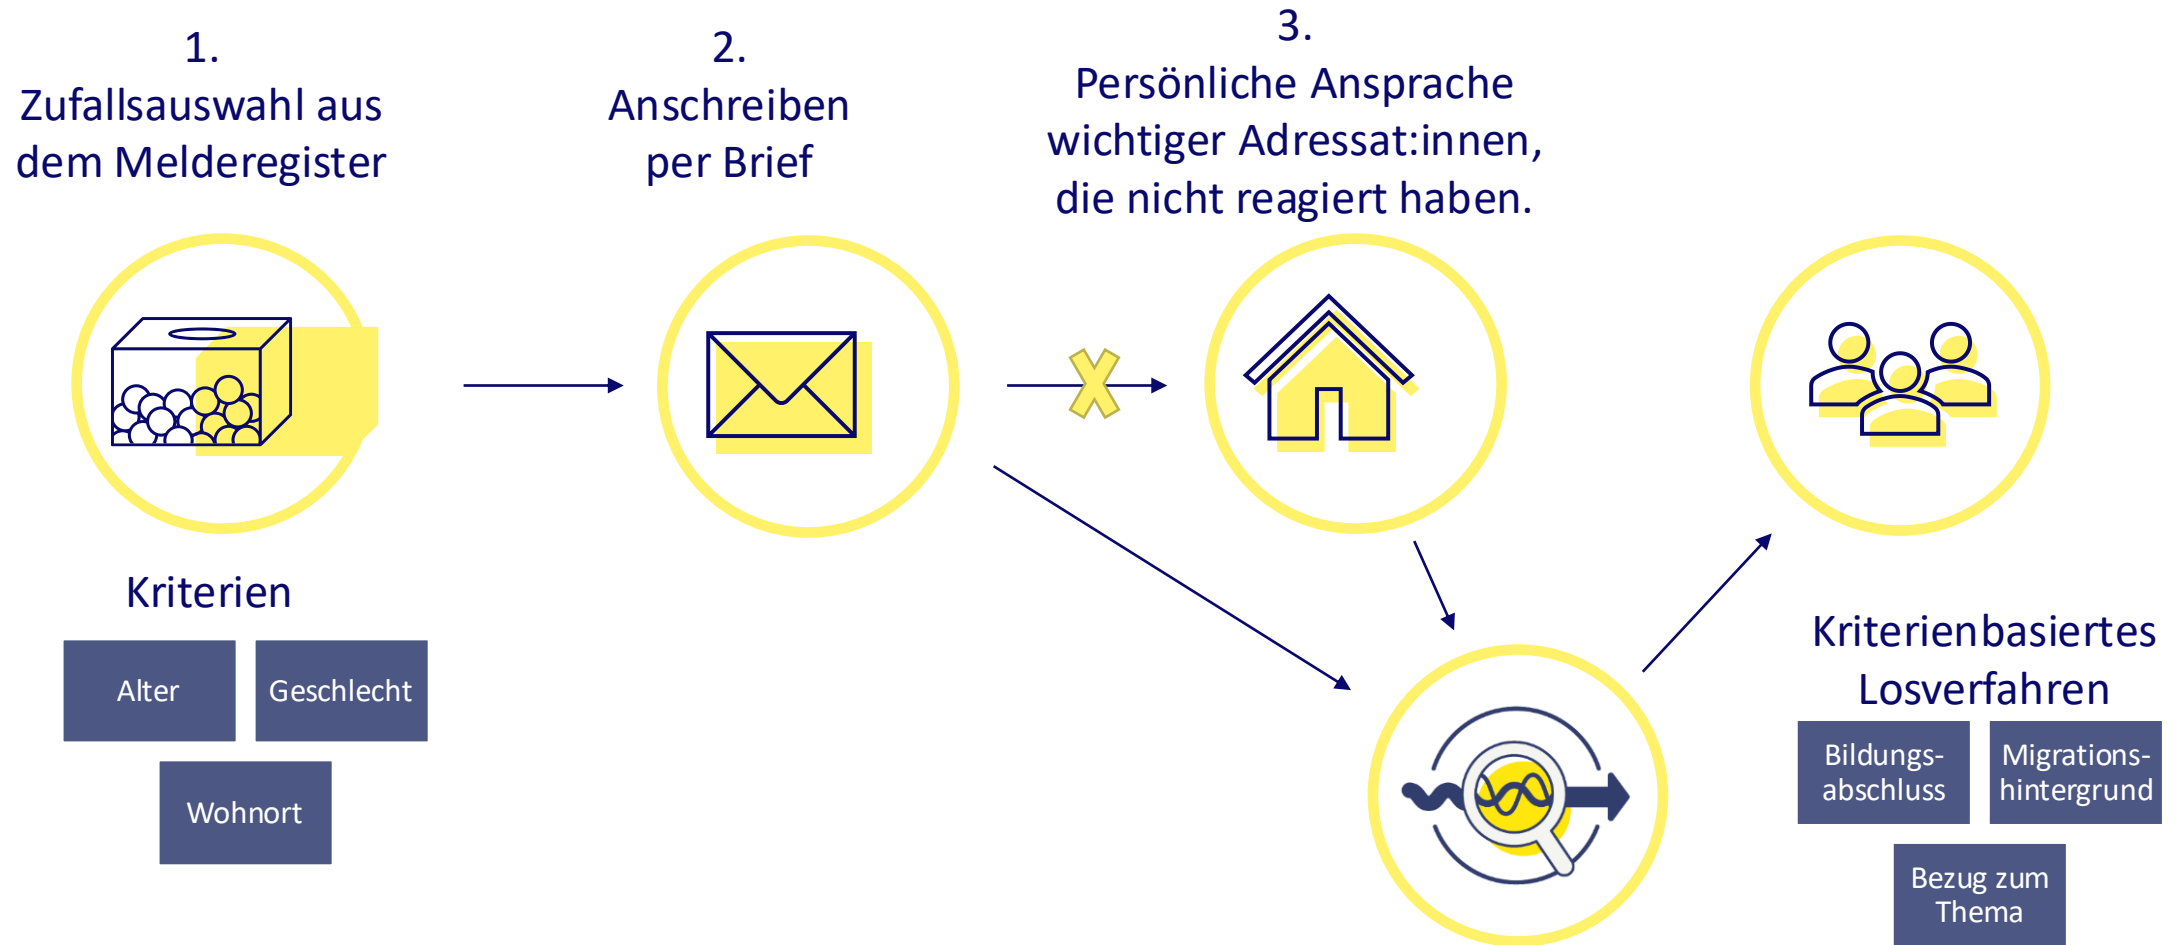 1.
Zufallsauswahl aus
dem Melderegister
2.
Anschreiben
per Brief
3.
Persönliche Ansprache
wichtiger Adressat:innen,
die nicht reagiert haben.
Kriterien
Alter
Geschlecht
Wohnort
Kriterienbasiertes
Losverfahren
Bildungs-
abschluss
Migrations-
hintergrund
Bezug zum
Thema